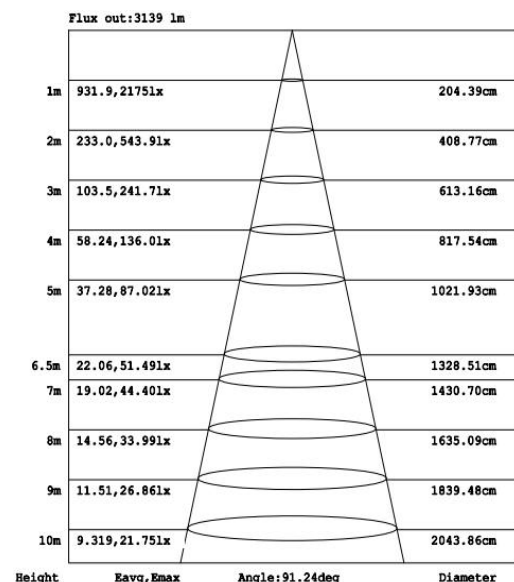 Flux out:3139 lm
1m 931.9,2175lx 204.39cm
2m 233.0,543.9lx 408.77cm
3m 103.5,241.7lx 613.16cm
4m 58.24,136.0lx 817.54cm
5m 37.28,87.02lx 1021.93cm
6.5m 22.06,51.49lx 1328.51cm
7m 19.02,44.40lx 1430.70cm
8m 14.56,33.99lx 1635.09cm
9m 11.51,26.86lx 1839.48cm
10m 9.319,21.75lx 2043.86cm
Height Eavg,Emax Angle:91.24deg Diameter